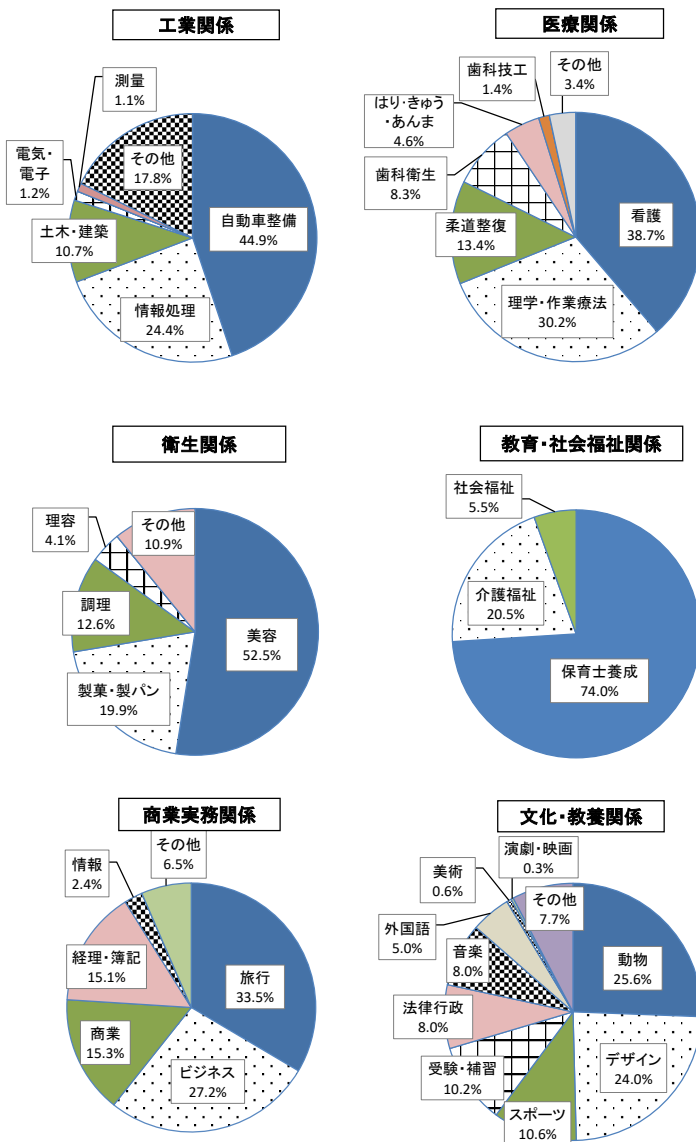 工業関係
測量
1.1%
電気・
電子
1.2%
土木・建築
10.7%
その他
17.8%
自動車整備
44.9%
情報処理
24.4%
医療関係
歯科技工
1.4%
その他
3.4%
はり・きゅう
・あんま
4.6%
歯科衛生
8.3%
柔道整復
13.4%
看護
38.7%
理学・作業療法
30.2%
衛生関係
理容
4.1%
その他
10.9%
調理
12.6%
美容
52.5%
製菓・製パン
19.9%
教育・社会福祉関係
社会福祉
5.5%
介護福祉
20.5%
保育士養成
74.0%
商業実務関係
情報
2.4%
その他
6.5%
経理・簿記
15.1%
旅行
33.5%
商業
15.3%
ビジネス
27.2%
文化・教養関係
演劇・映画
0.3%
美術
0.6%
その他
7.7%
外国語
5.0%
音楽
8.0%
動物
25.6%
法律行政
8.0%
受験・補習
10.2%
デザイン
24.0%
スポーツ
10.6%